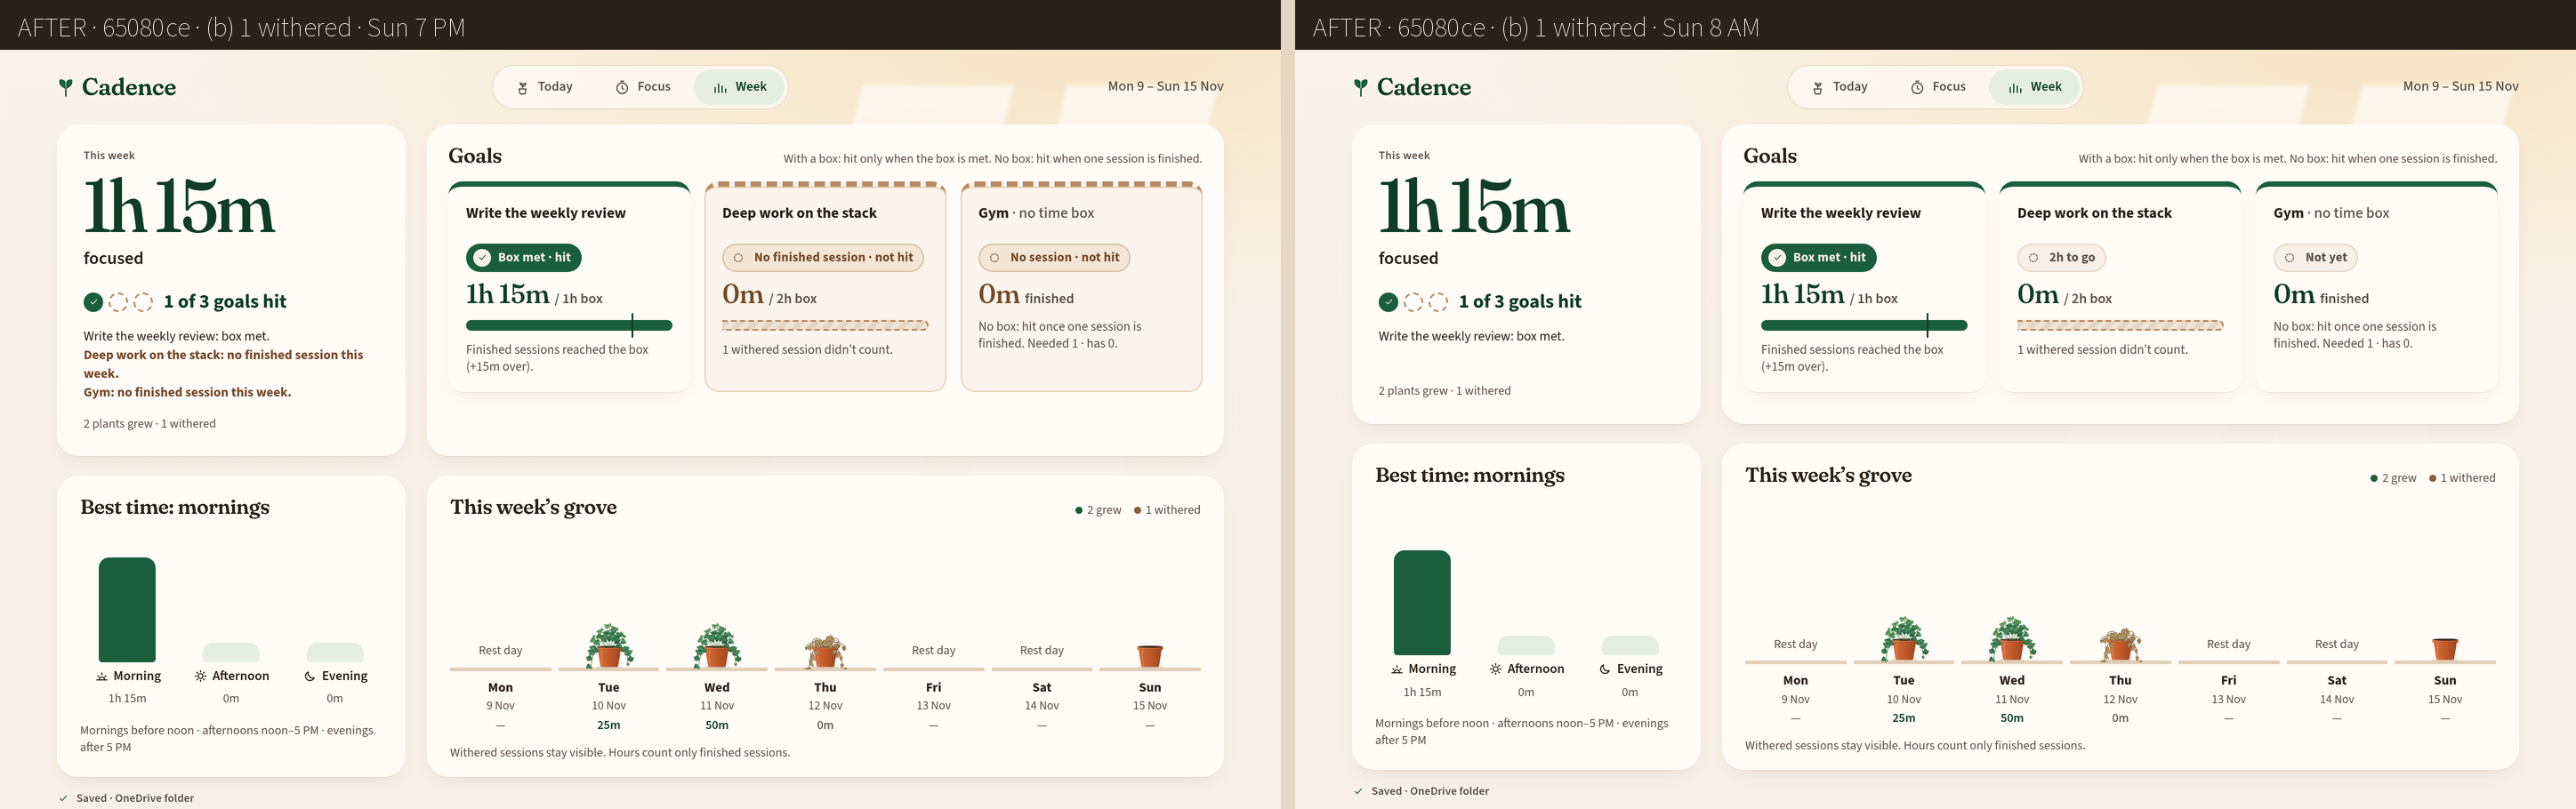 AFTER · 65080ce · (b) 1 withered · Sun 7 PM
Cadence
Today
Focus
Week
Mon 9 – Sun 15 Nov
This week
1h 15m
focused
1 of 3 goals hit
Write the weekly review: box met.
Deep work on the stack: no finished session this
week.
Gym: no finished session this week.
2 plants grew · 1 withered
Goals
With a box: hit only when the box is met. No box: hit when one session is finished.
Write the weekly review
Box met · hit
1h 15m / 1h box
Finished sessions reached the box
(+15m over).
Deep work on the stack
No finished session · not hit
0m / 2h box
1 withered session didn’t count.
Gym · no time box
No session · not hit
0m finished
No box: hit once one session is
finished. Needed 1 · has 0.
Best time: mornings
Morning
Afternoon
Evening
1h 15m
0m
0m
Mornings before noon · afternoons noon–5 PM · evenings
after 5 PM
This week’s grove
2 grew
1 withered
Rest day
Rest day
Rest day
Mon
Tue
Wed
Thu
Fri
Sat
Sun
9 Nov
10 Nov
11 Nov
12 Nov
13 Nov
14 Nov
15 Nov
—
25m
50m
0m
—
—
—
Withered sessions stay visible. Hours count only finished sessions.
Saved · OneDrive folder
AFTER · 65080ce · (b) 1 withered · Sun 8 AM
Cadence
Today
Focus
Week
Mon 9 – Sun 15 Nov
This week
1h 15m
focused
1 of 3 goals hit
Write the weekly review: box met.
2 plants grew · 1 withered
Goals
With a box: hit only when the box is met. No box: hit when one session is finished.
Write the weekly review
Box met · hit
1h 15m / 1h box
Finished sessions reached the box
(+15m over).
Deep work on the stack
2h to go
0m / 2h box
1 withered session didn’t count.
Gym · no time box
Not yet
0m finished
No box: hit once one session is
finished. Needed 1 · has 0.
Best time: mornings
Morning
Afternoon
Evening
1h 15m
0m
0m
Mornings before noon · afternoons noon–5 PM · evenings
after 5 PM
This week’s grove
2 grew
1 withered
Rest day
Rest day
Rest day
Mon
Tue
Wed
Thu
Fri
Sat
Sun
9 Nov
10 Nov
11 Nov
12 Nov
13 Nov
14 Nov
15 Nov
—
25m
50m
0m
—
—
—
Withered sessions stay visible. Hours count only finished sessions.
Saved · OneDrive folder